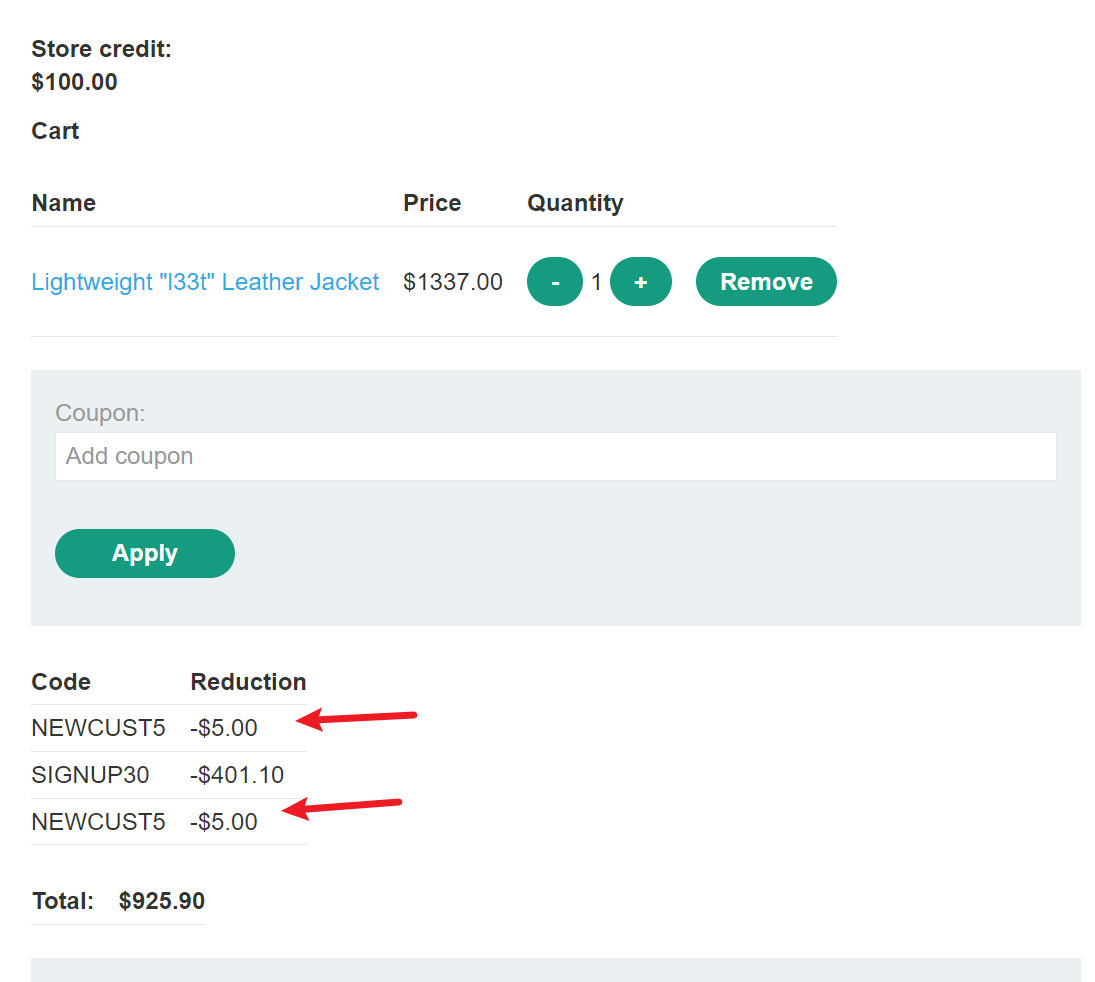 Store credit:
$100.00
Cart
Name Price Quantity
Lightweight "l33t" Leather Jacket $1337.00 - 1 + Remove
Coupon:
Add coupon
Apply
Code Reduction
NEWCUST5 -$5.00
SIGNUP30 -$401.10
NEWCUST5 -$5.00
Total: $925.90